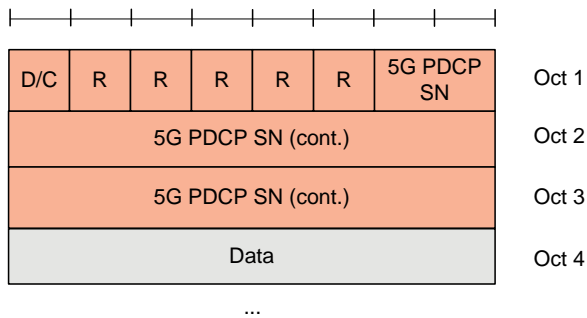 D/C R R R R R 5G PDCP Oct 1
SN
5G PDCP SN (cont.) Oct 2
5G PDCP SN (cont.) Oct 3
Data Oct 4
...